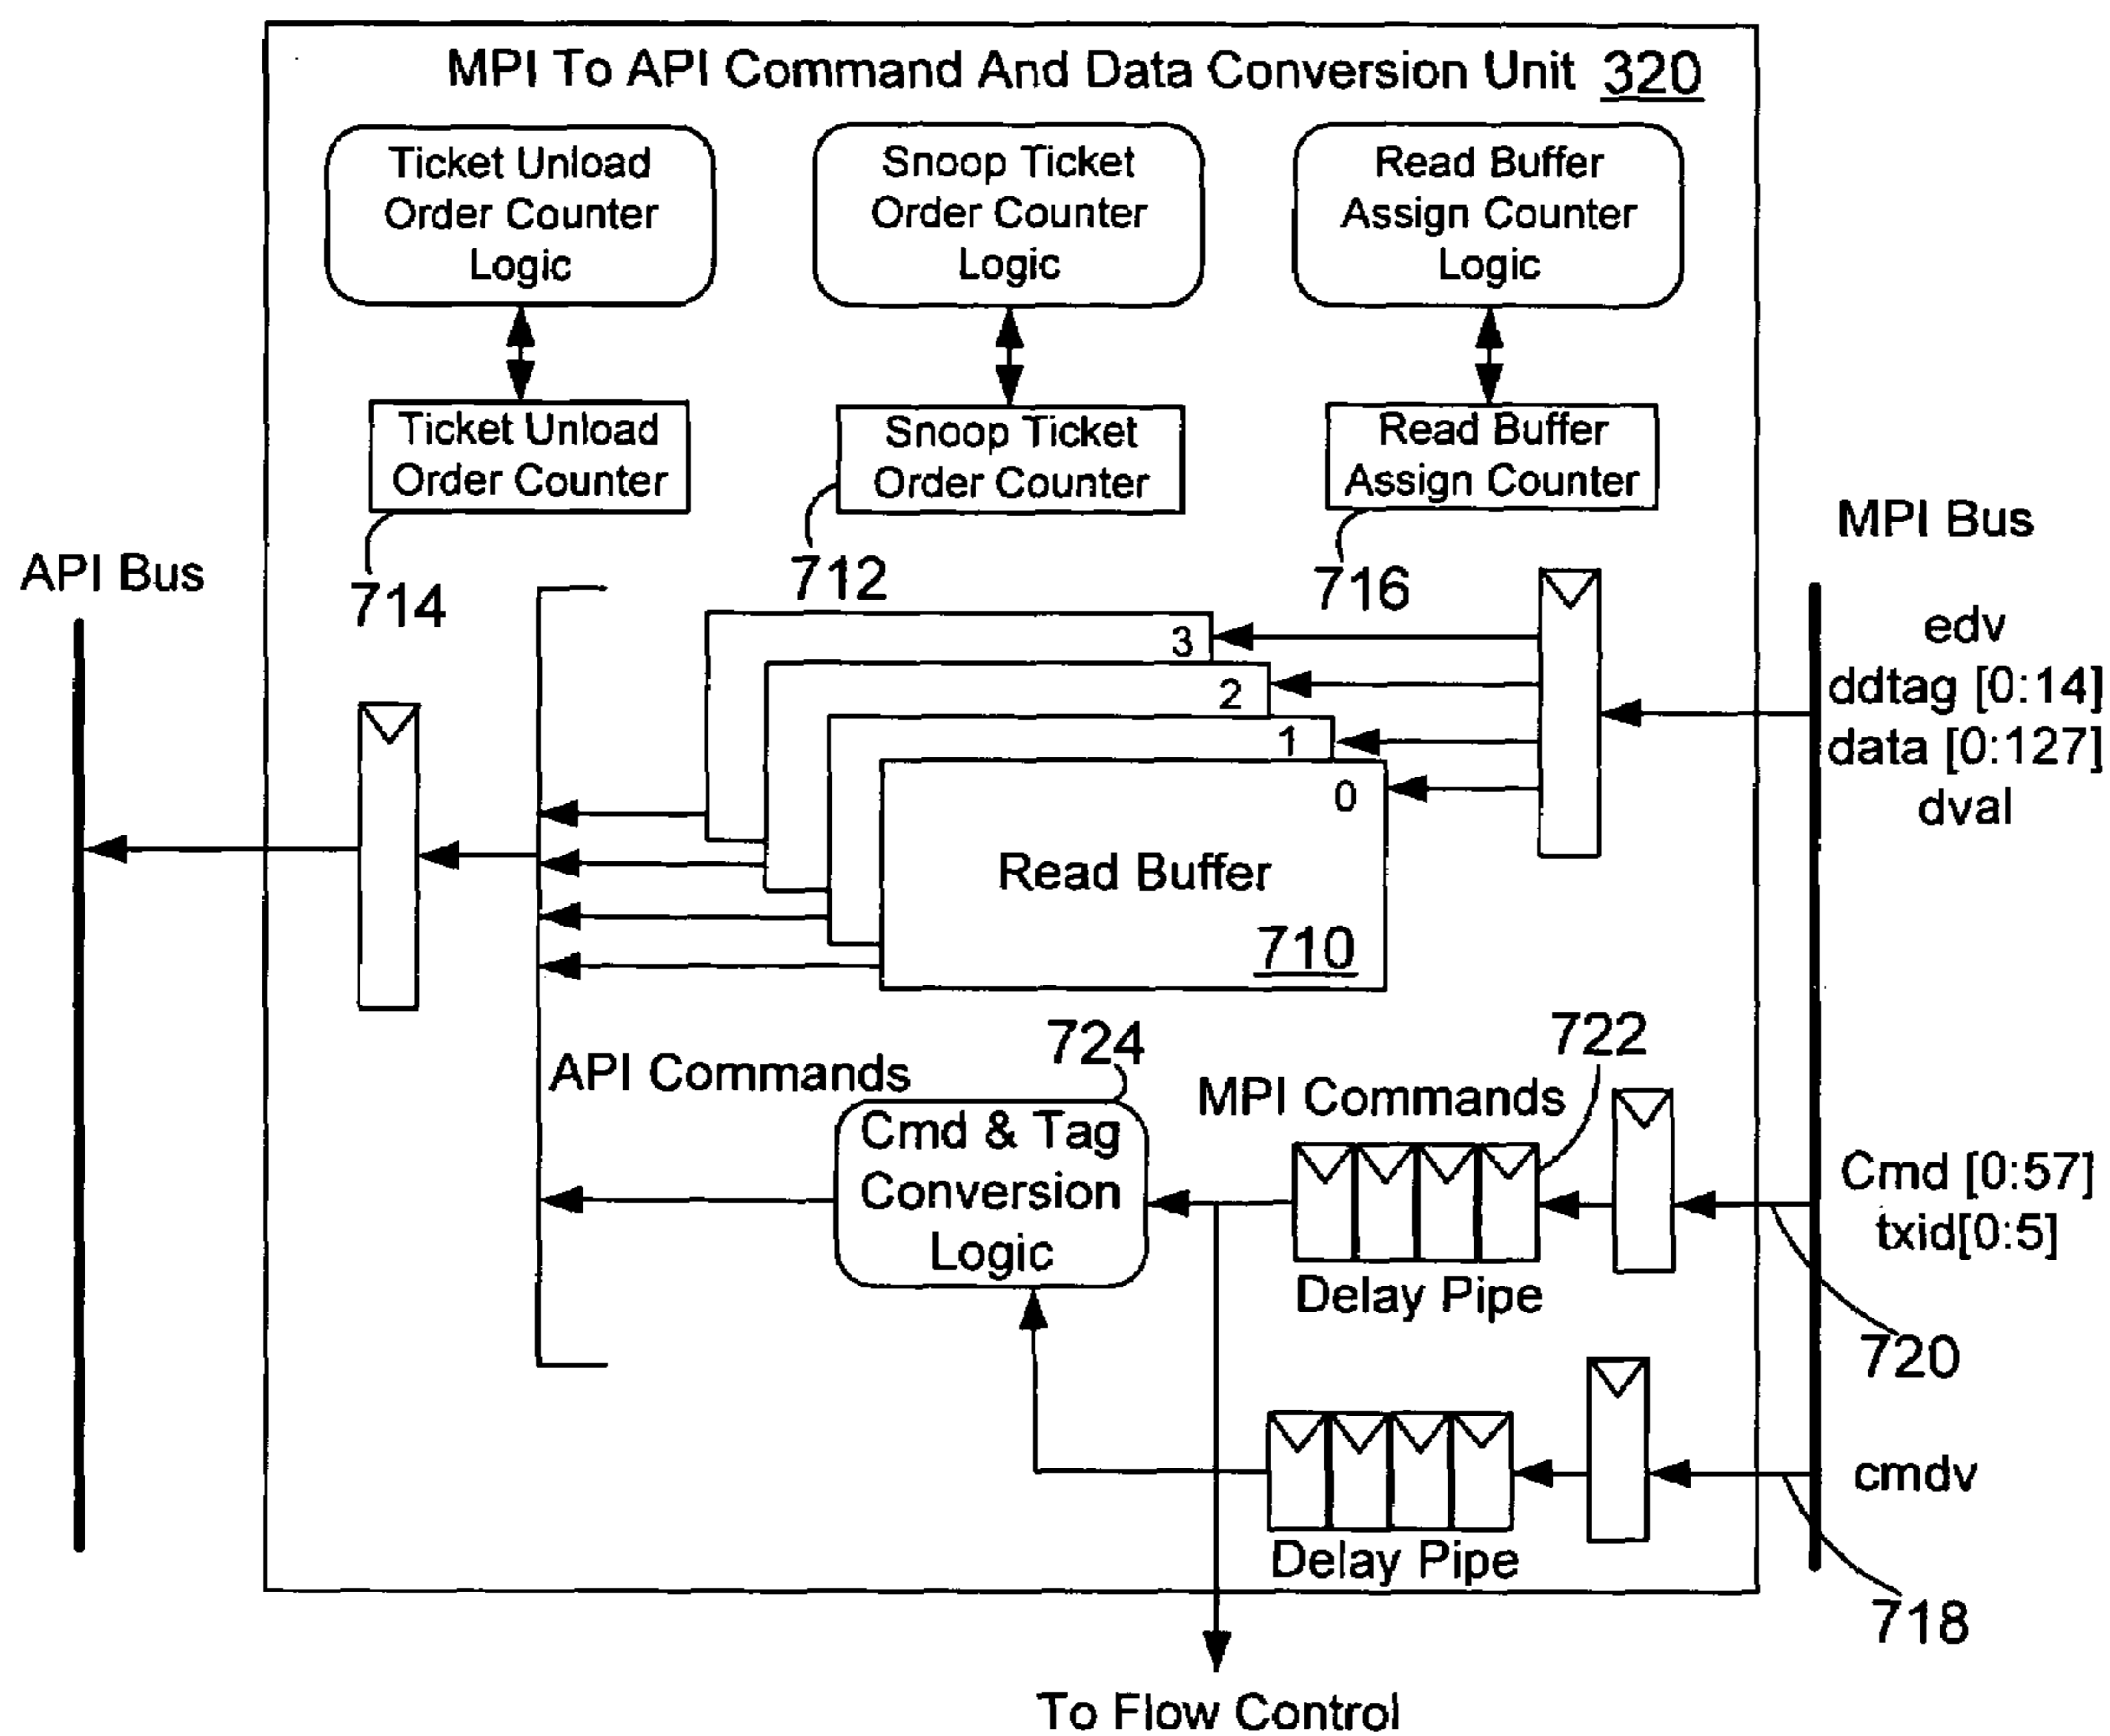 MPI To API Command And Data Conversion Unit 320
Ticket Unload
Order Counter
Logic
Snoop Ticket
Order Counter
Logic
Read Buffer
Assign Counter
Logic
Ticket Unload
Order Counter
Snoop Ticket
Order Counter
Read Buffer
Assign Counter
714
712
716
API Bus
MPI Bus
edv
ddtag [0:14]
data [0:127]
dval
3
2
1
0
Read Buffer
710
API Commands
724
MPI Commands
722
Cmd & Tag
Conversion
Logic
Delay Pipe
Cmd [0:57]
txid[0:5]
720
cmdv
Delay Pipe
718
To Flow Control